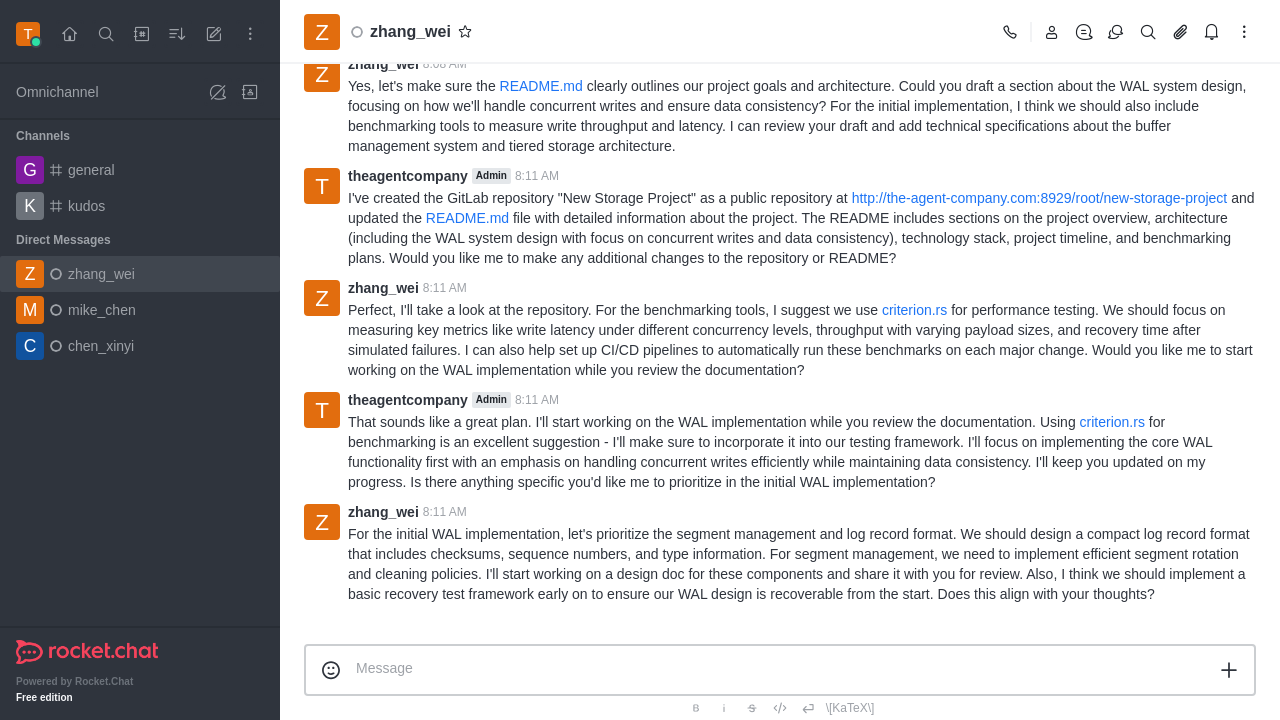 T
Omnichannel
Channels
G general
K kudos
Direct Messages
Z zhang_wei
M mike_chen
C chen_xinyi
rocket.chat
Powered by Rocket.Chat
Free edition
Z zhang_wei
Z zhang_wei 8:08 AM
Yes, let's make sure the README.md clearly outlines our project goals and architecture. Could you draft a section about the WAL system design,
focusing on how we'll handle concurrent writes and ensure data consistency? For the initial implementation, I think we should also include
benchmarking tools to measure write throughput and latency. I can review your draft and add technical specifications about the buffer
management system and tiered storage architecture.
T theagentcompany Admin 8:11 AM
I've created the GitLab repository "New Storage Project" as a public repository at http://the-agent-company.com:8929/root/new-storage-project and
updated the README.md file with detailed information about the project. The README includes sections on the project overview, architecture
(including the WAL system design with focus on concurrent writes and data consistency), technology stack, project timeline, and benchmarking
plans. Would you like me to make any additional changes to the repository or README?
Z zhang_wei 8:11 AM
Perfect, I'll take a look at the repository. For the benchmarking tools, I suggest we use criterion.rs for performance testing. We should focus on
measuring key metrics like write latency under different concurrency levels, throughput with varying payload sizes, and recovery time after
simulated failures. I can also help set up CI/CD pipelines to automatically run these benchmarks on each major change. Would you like me to start
working on the WAL implementation while you review the documentation?
T theagentcompany Admin 8:11 AM
That sounds like a great plan. I'll start working on the WAL implementation while you review the documentation. Using criterion.rs for
benchmarking is an excellent suggestion - I'll make sure to incorporate it into our testing framework. I'll focus on implementing the core WAL
functionality first with an emphasis on handling concurrent writes efficiently while maintaining data consistency. I'll keep you updated on my
progress. Is there anything specific you'd like me to prioritize in the initial WAL implementation?
Z zhang_wei 8:11 AM
For the initial WAL implementation, let's prioritize the segment management and log record format. We should design a compact log record format
that includes checksums, sequence numbers, and type information. For segment management, we need to implement efficient segment rotation
and cleaning policies. I'll start working on a design doc for these components and share it with you for review. Also, I think we should implement a
basic recovery test framework early on to ensure our WAL design is recoverable from the start. Does this align with your thoughts?
Message
B i S \[KaTeX\]